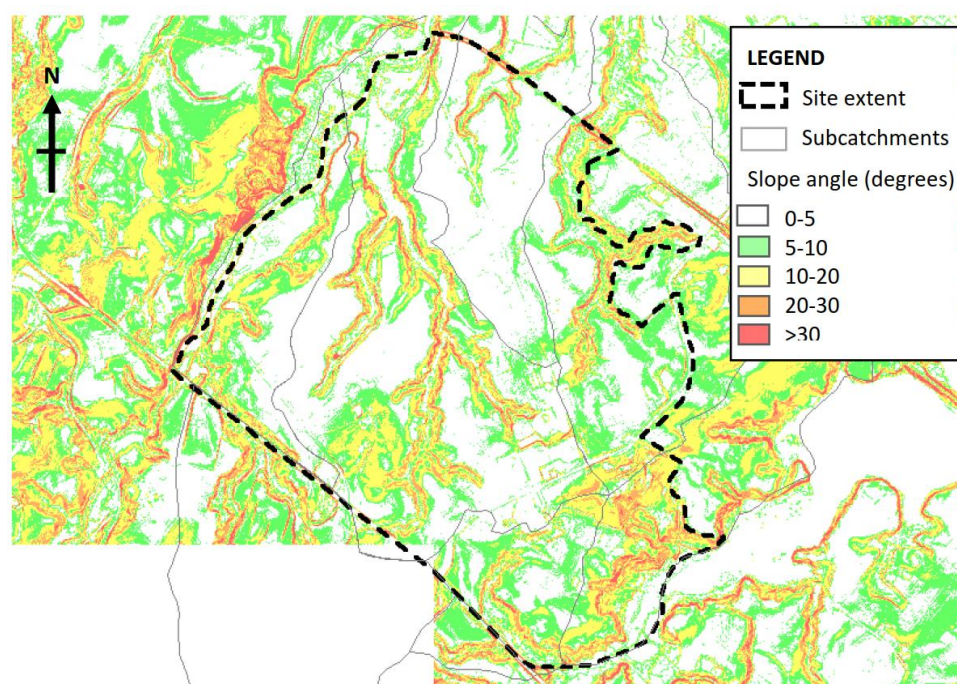 N
LEGEND
Site extent
Subcatchments
Slope angle (degrees)
0-5
5-10
10-20
20-30
>30